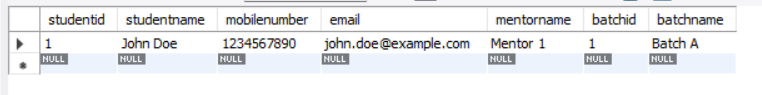 studentid studentname mobilenumber email mentorname batchid batchname
1 John Doe 1234567890 john.doe@example.com Mentor 1 1 Batch A
NULL NULL NULL NULL NULL NULL NULL